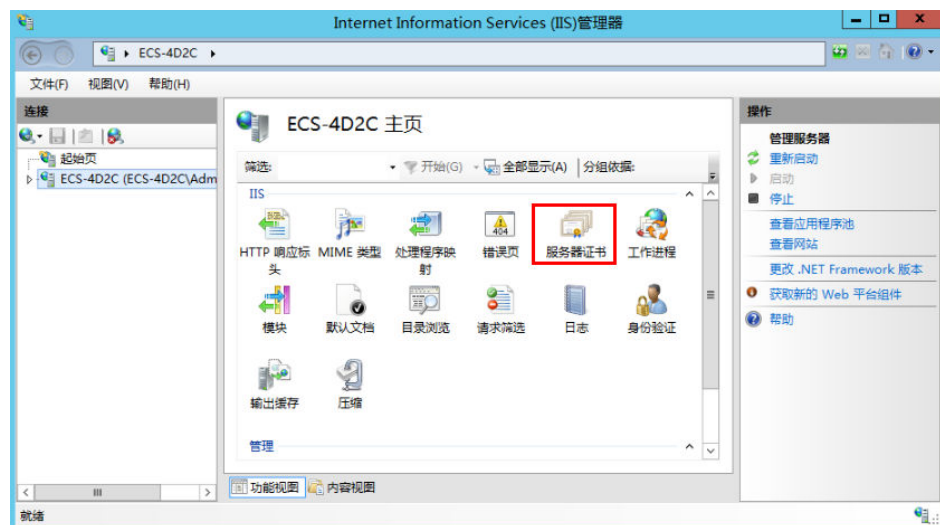 Internet Information Services (IIS)管理器
ECS-4D2C
文件(F) 视图(V) 帮助(H)
连接
起始页
ECS-4D2C (ECS-4D2C\Adm
ECS-4D2C 主页
筛选: 开始(G) 全部显示(A) 分组依据:
IIS
HTTP 响应标头 MIME 类型 处理程序映射 错误页 服务器证书 工作进程
模块 默认文档 目录浏览 请求筛选 日志 身份验证
输出缓存 压缩
管理
功能视图 内容视图
操作
管理服务器
重新启动
启动
停止
查看应用程序池
查看网站
更改 .NET Framework 版本
获取新的 Web 平台组件
帮助
就绪